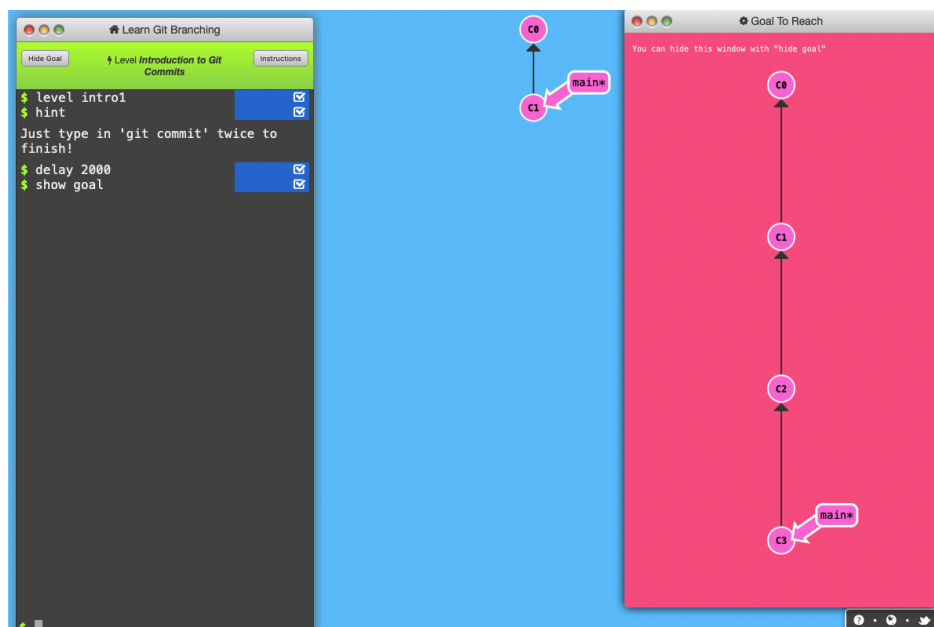 Learn Git Branching
Hide Goal
Level Introduction to Git
Commits
Instructions
$ level intro1
$ hint
Just type in 'git commit' twice to
finish!
$ delay 2000
$ show goal
$
C0
main*
C1
Goal To Reach
You can hide this window with "hide goal"
C0
C1
C2
main*
C3